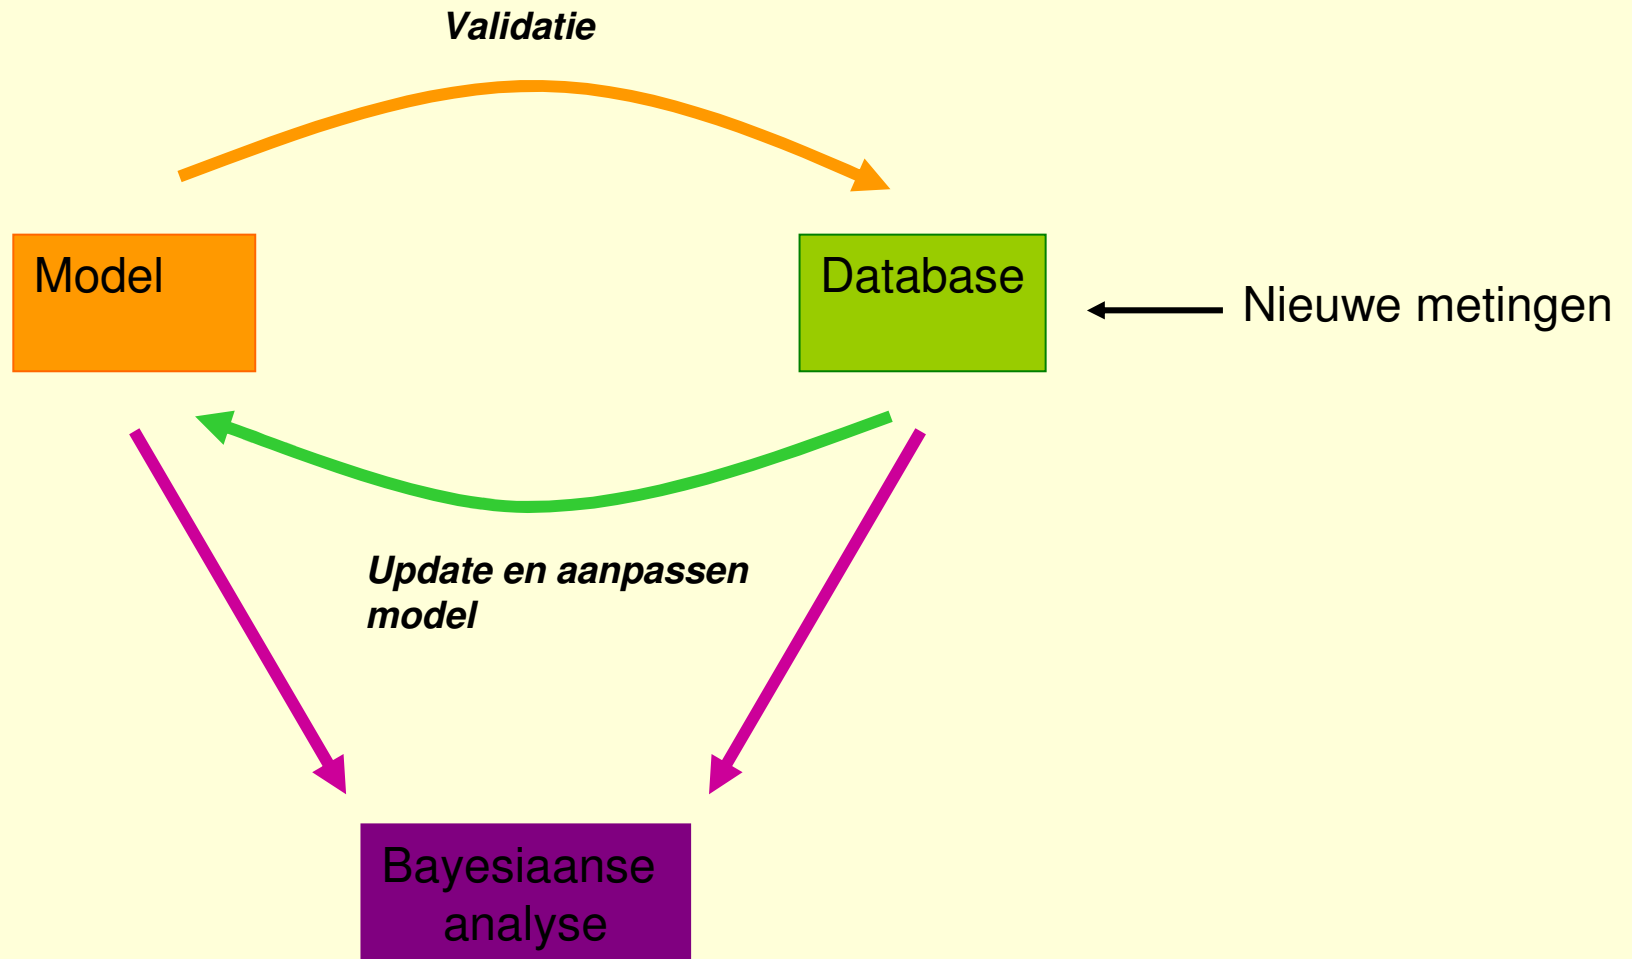 Validatie
Model
Database
Nieuwe metingen
Update en aanpassen
model
Bayesiaanse
analyse